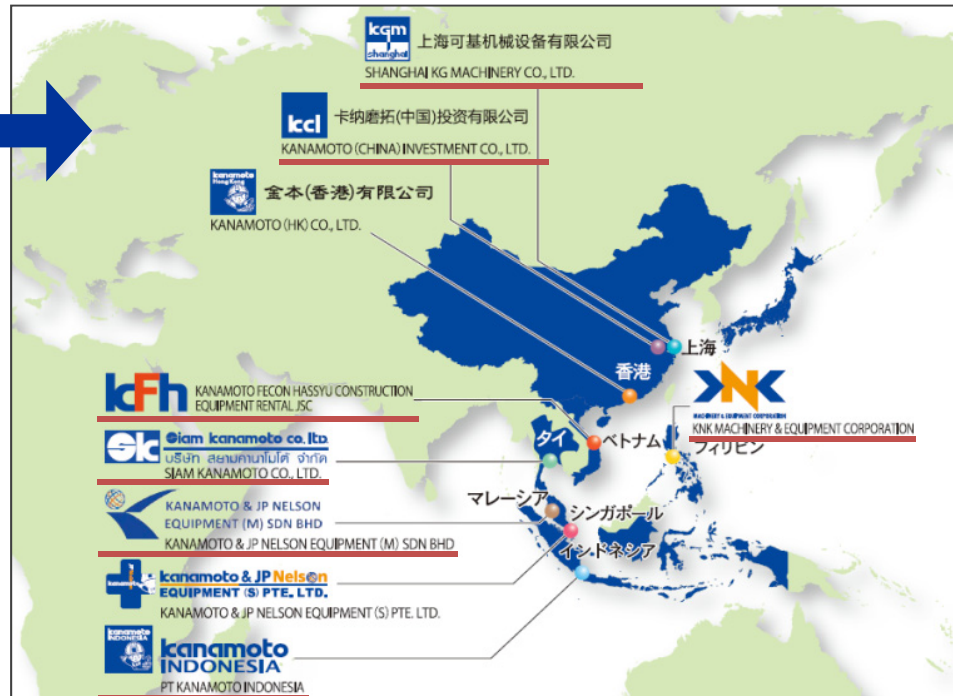 kgm
shanghai
上海可基机械设备有限公司
SHANGHAI KG MACHINERY CO., LTD.
kcl
卡纳磨拓(中国)投资有限公司
KANAMOTO (CHINA) INVESTMENT CO., LTD.
kanamoto
Hong Kong
金本(香港)有限公司
KANAMOTO (HK) CO., LTD.
上海
香港
KNK
MACHINERY & EQUIPMENT CORPORATION
KNK MACHINERY & EQUIPMENT CORPORATION
フィリピン
kFh
KANAMOTO FECON HASSYU CONSTRUCTION
EQUIPMENT RENTAL JSC
ベトナム
タイ
Sk
Siam kanamoto co.,ltd.
บริษัท สยามคานาโมโต้ จำกัด
SIAM KANAMOTO CO., LTD.
マレーシア
シンガポール
インドネシア
KANAMOTO & JP NELSON
EQUIPMENT (M) SDN BHD
KANAMOTO & JP NELSON EQUIPMENT (M) SDN BHD
kanamoto
kanamoto & JP Nelson
EQUIPMENT (S) PTE. LTD.
KANAMOTO & JP NELSON EQUIPMENT (S) PTE. LTD.
kanamoto
INDONESIA
kanamoto
INDONESIA
PT KANAMOTO INDONESIA